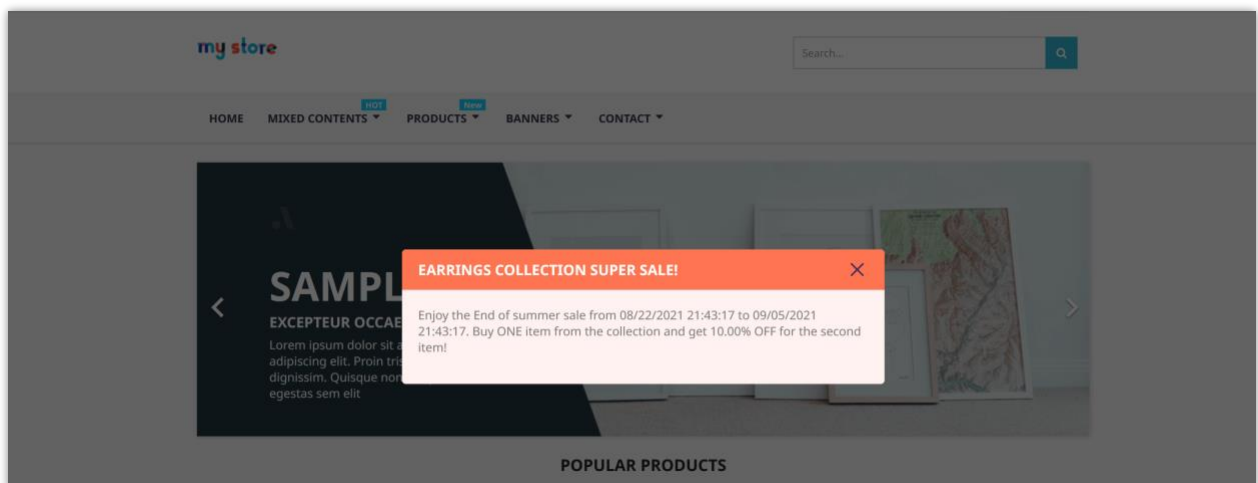 my store
Search...
HOT
New
HOME MIXED CONTENTS PRODUCTS BANNERS CONTACT
EARRINGS COLLECTION SUPER SALE!
SAMPL
Enjoy the End of summer sale from 08/22/2021 21:43:17 to 09/05/2021
EXCEPTEUR OCCAE
21:43:17. Buy ONE item from the collection and get 10.00% OFF for the second
item!
Lorem ipsum dolor sit a
adipiscing elit. Proin tris
dignissim. Quisque non
egestas sem elit
POPULAR PRODUCTS